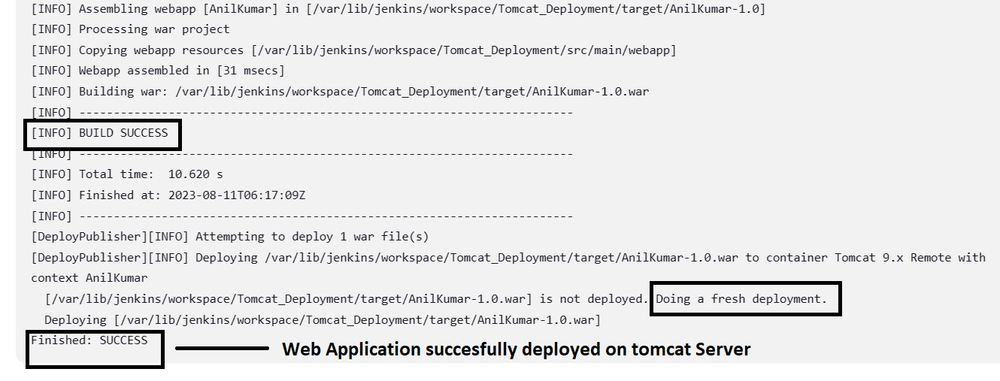 [INFO] Assembling webapp [AnilKumar] in [/var/lib/jenkins/workspace/Tomcat_Deployment/target/AnilKumar-1.0]
[INFO] Processing war project
[INFO] Copying webapp resources [/var/lib/jenkins/workspace/Tomcat_Deployment/src/main/webapp]
[INFO] Webapp assembled in [31 msecs]
[INFO] Building war: /var/lib/jenkins/workspace/Tomcat_Deployment/target/AnilKumar-1.0.war
[INFO] ------------------------------------------------------------------------
[INFO] BUILD SUCCESS
[INFO] ------------------------------------------------------------------------
[INFO] Total time:  10.620 s
[INFO] Finished at: 2023-08-11T06:17:09Z
[INFO] ------------------------------------------------------------------------
[DeployPublisher][INFO] Attempting to deploy 1 war file(s)
[DeployPublisher][INFO] Deploying /var/lib/jenkins/workspace/Tomcat_Deployment/target/AnilKumar-1.0.war to container Tomcat 9.x Remote with
context AnilKumar
  [/var/lib/jenkins/workspace/Tomcat_Deployment/target/AnilKumar-1.0.war] is not deployed. Doing a fresh deployment.
  Deploying [/var/lib/jenkins/workspace/Tomcat_Deployment/target/AnilKumar-1.0.war]
Finished: SUCCESS
Web Application succesfully deployed on tomcat Server